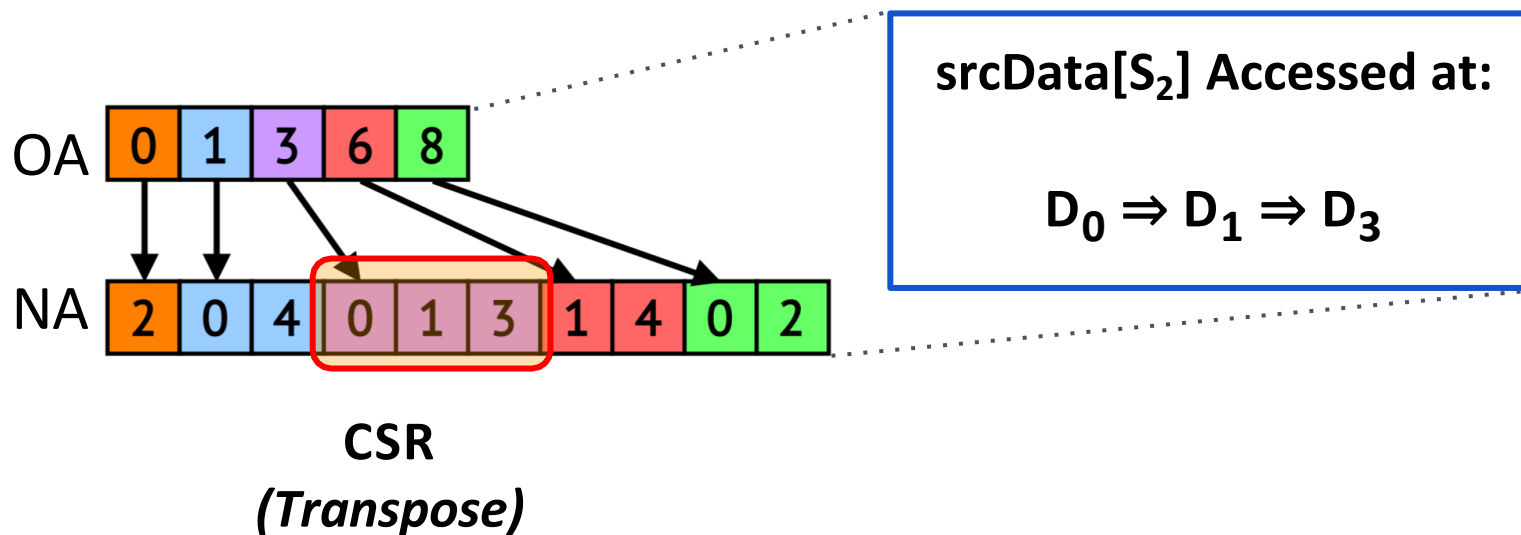 srcData[S₂] Accessed at:
D₀ ⇒ D₁ ⇒ D₃
OA 0 1 3 6 8
NA 2 0 4 0 1 3 1 4 0 2
CSR
(Transpose)